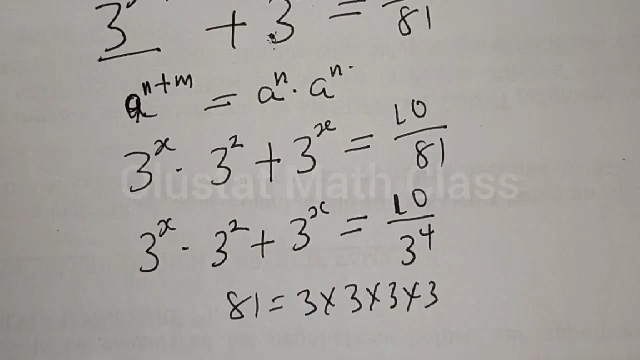 3 + 3 = /81
a^{n+m} = a^n · a^n.
3^x · 3^2 + 3^x = 10/81
Olustat Math Class
3^x · 3^2 + 3^x = 10/3^4
81 = 3×3×3×3